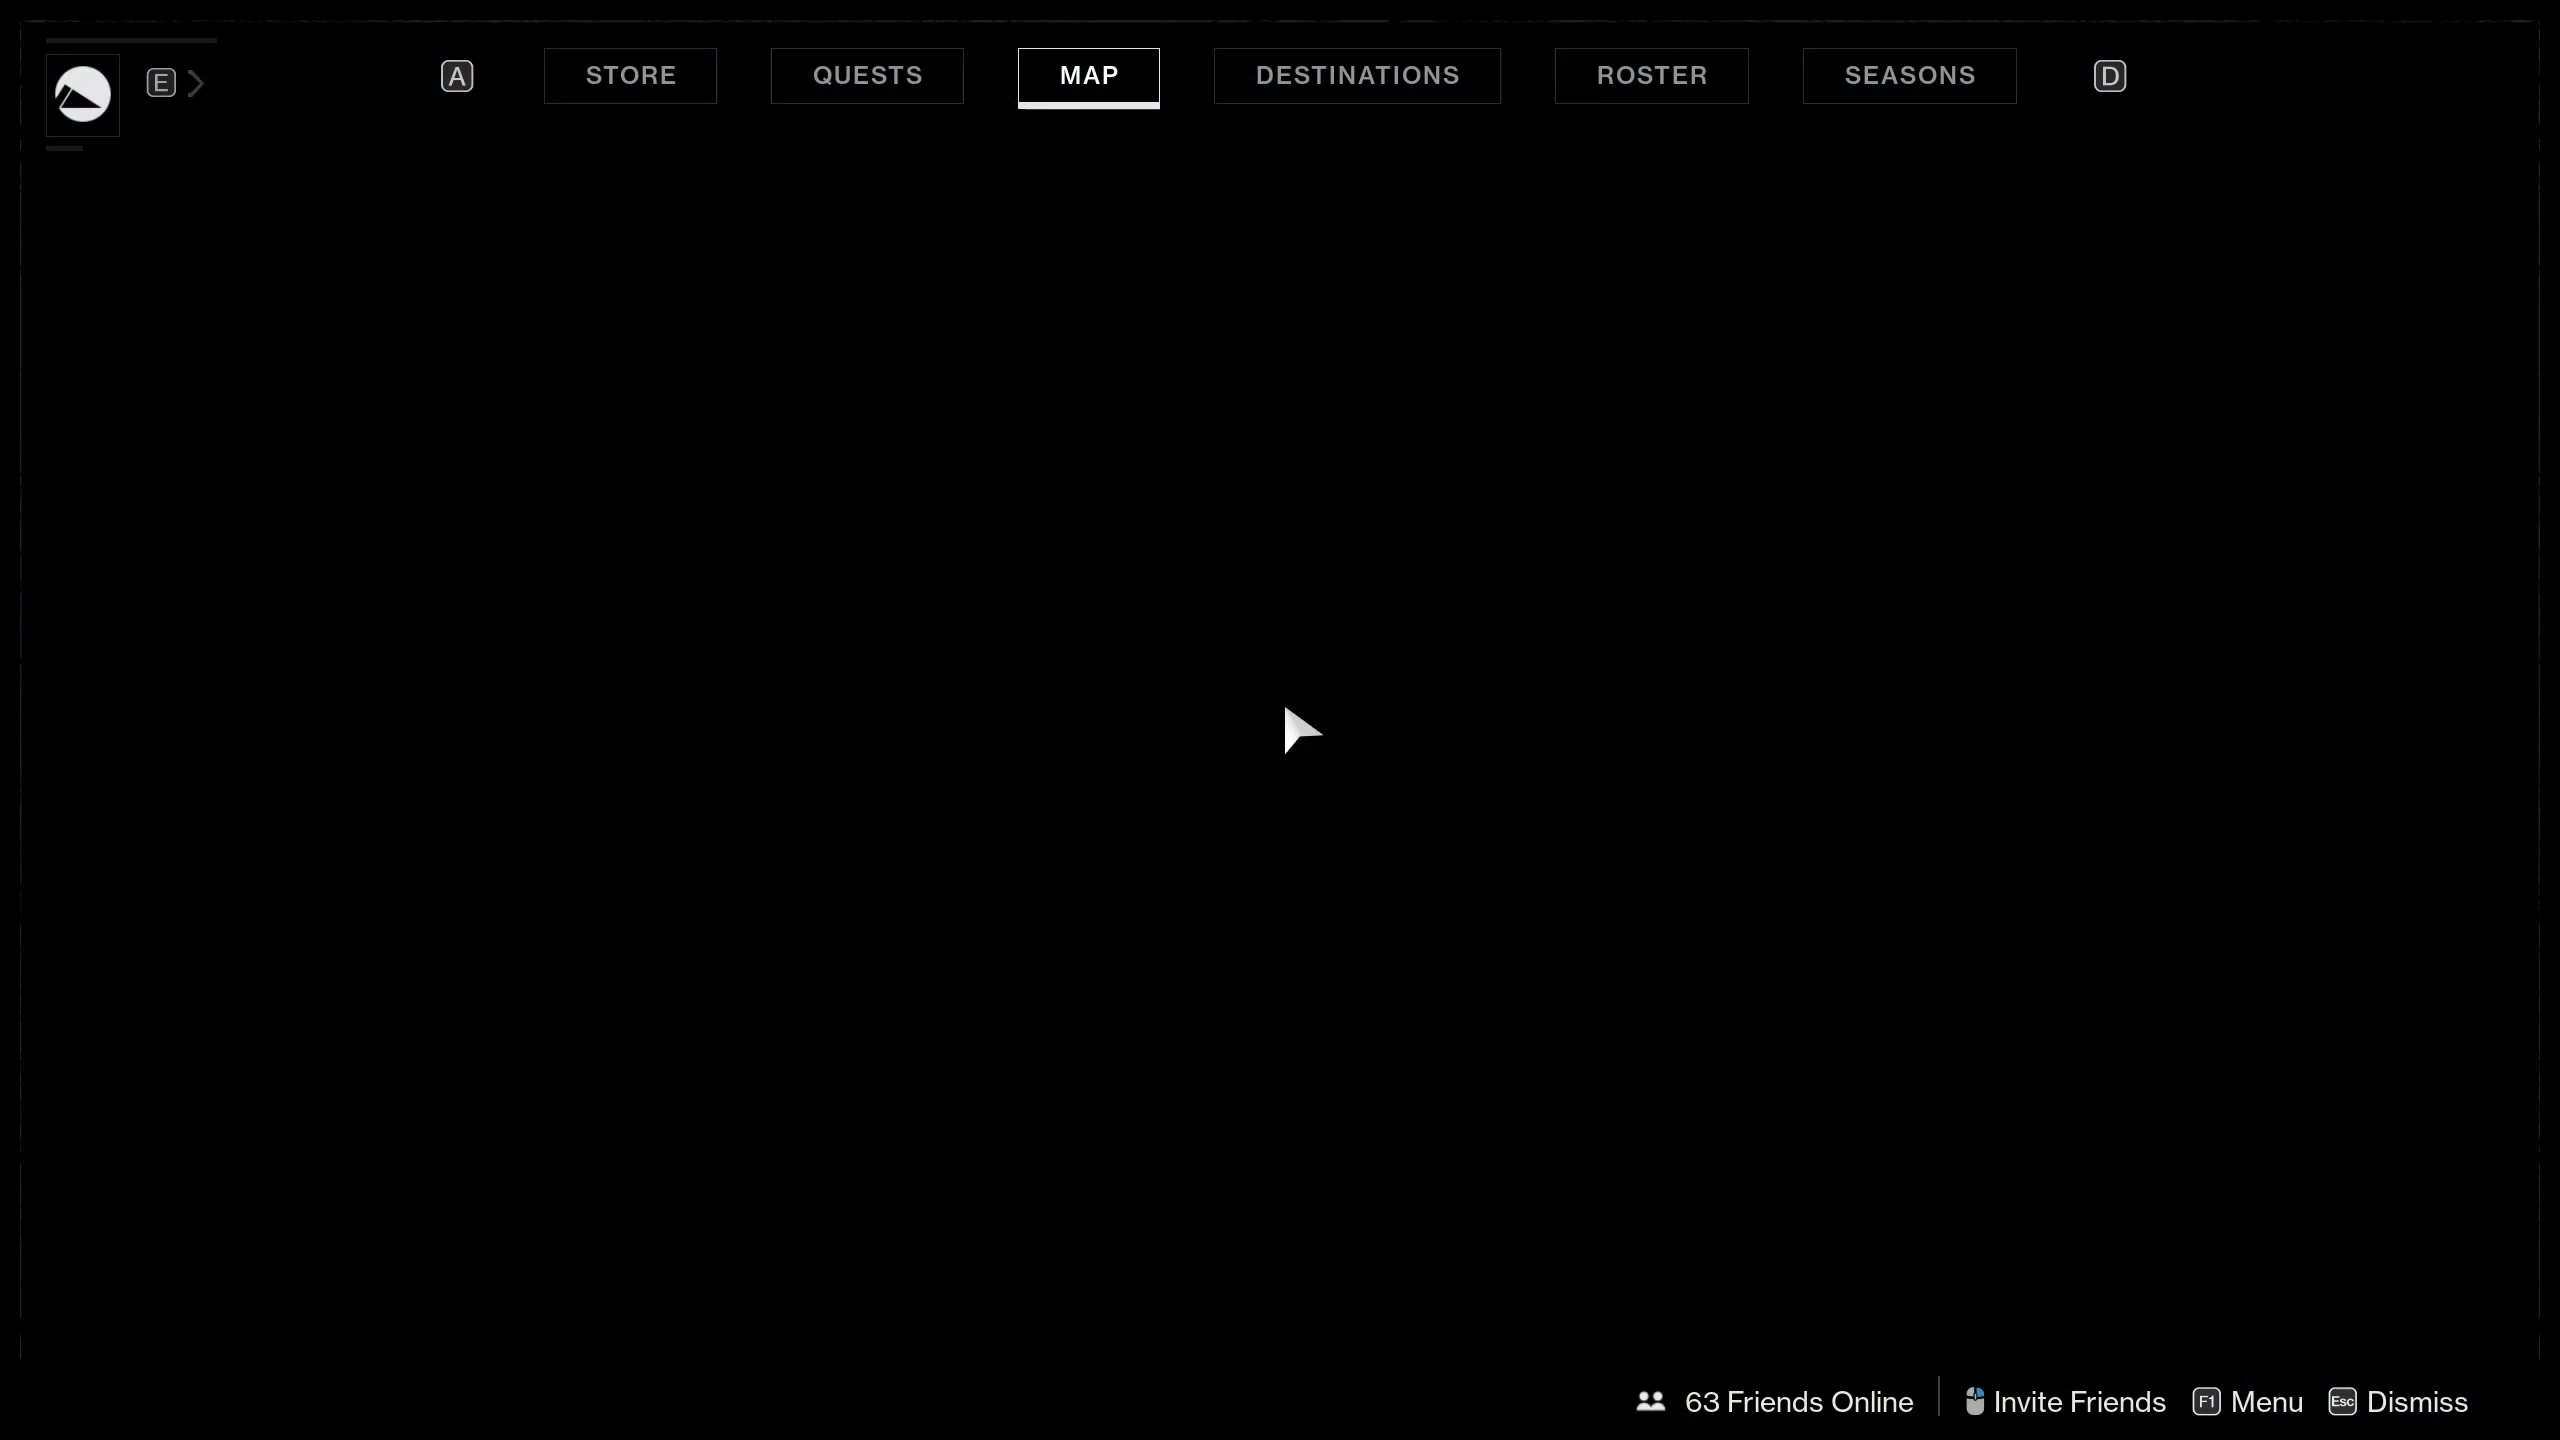 E
A
STORE
QUESTS
MAP
DESTINATIONS
ROSTER
SEASONS
D
63 Friends Online
Invite Friends
F1 Menu
Esc Dismiss